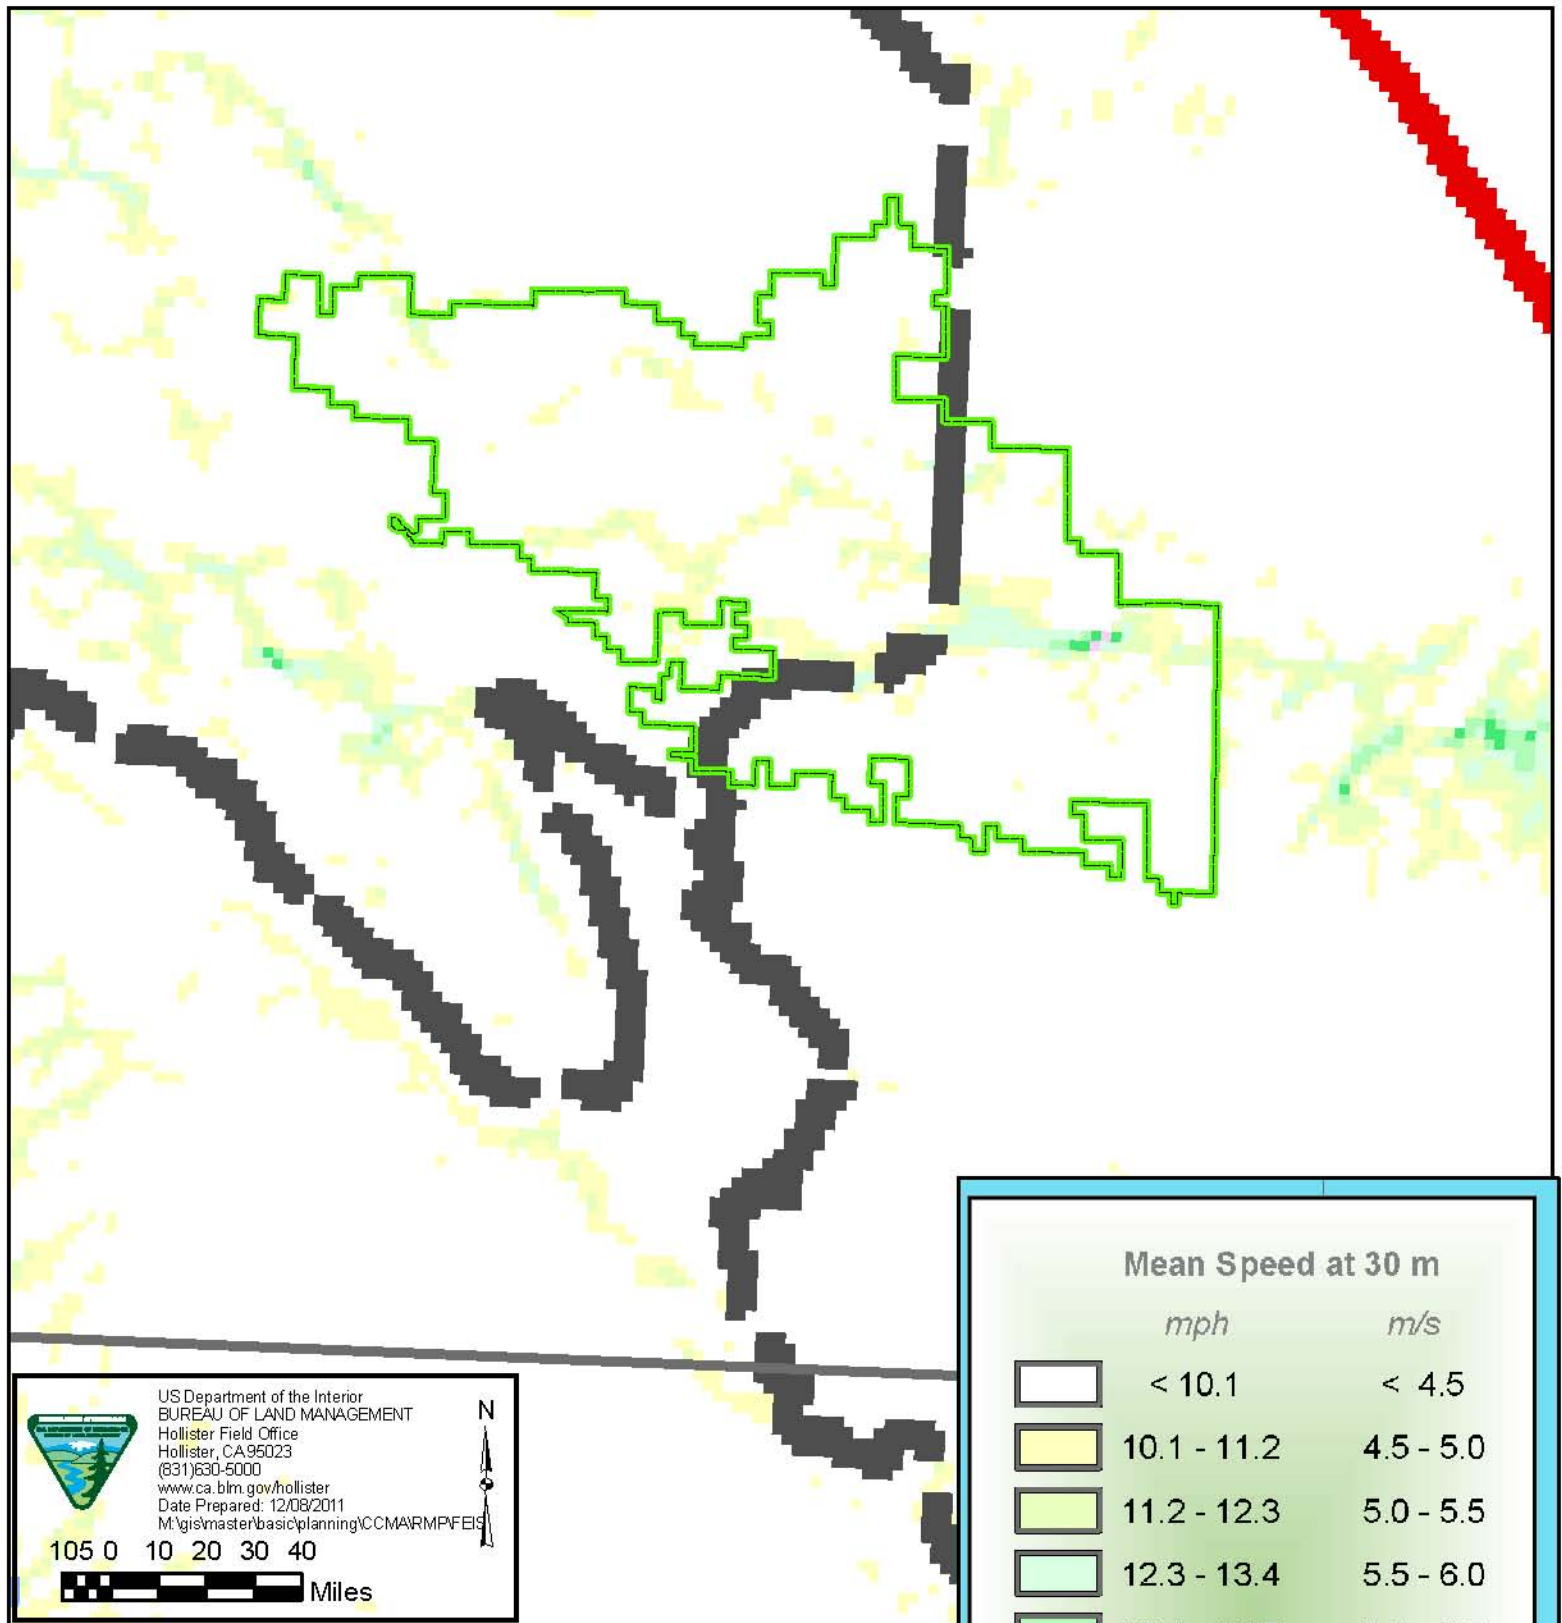 Mean Speed at 30 m
mph m/s
< 10.1 < 4.5
10.1 - 11.2 4.5 - 5.0
11.2 - 12.3 5.0 - 5.5
12.3 - 13.4 5.5 - 6.0
US Department of the Interior
BUREAU OF LAND MANAGEMENT
Hollister Field Office
Hollister, CA 95023
(831)630-5000
www.ca.blm.gov/hollister
Date Prepared: 12/08/2011
M:\gis\master\basic\planning\CCMA\RMP\FEIS
N
105 0 10 20 30 40
Miles